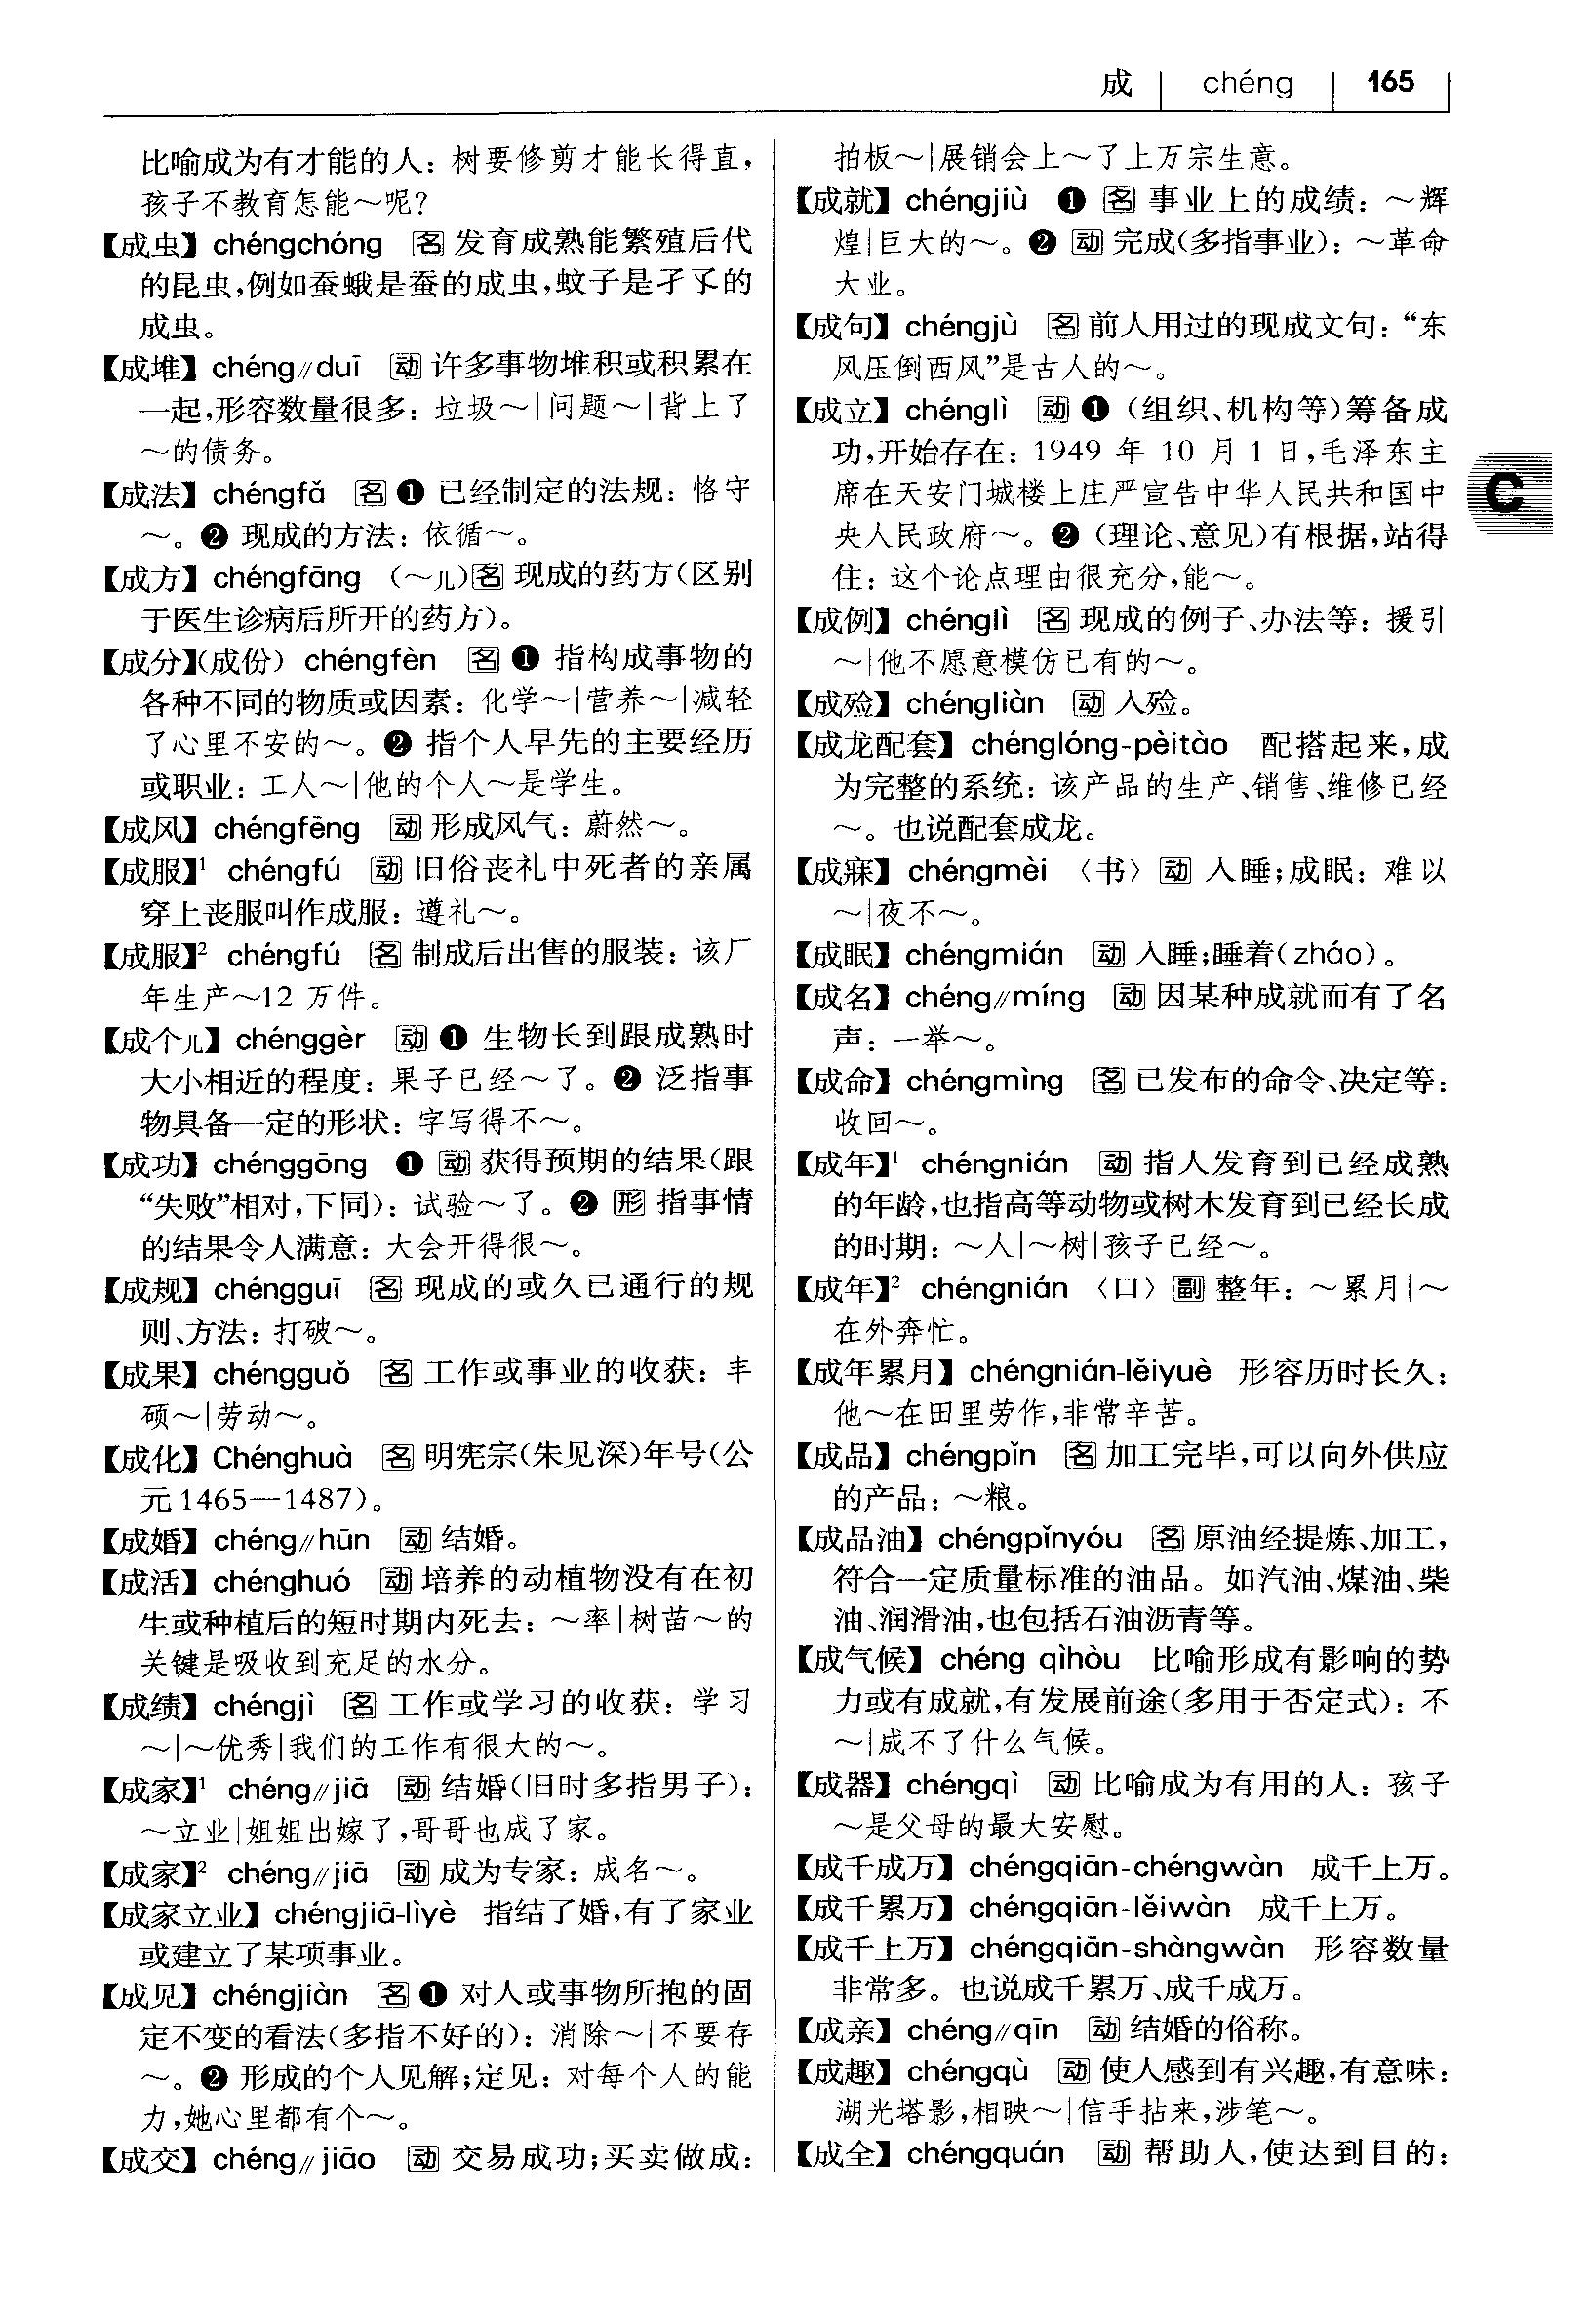 成 | chéng | 165
比喻成为有才能的人：树要修剪才能长得直，
孩子不教育怎能～呢？
【成虫】chéngchóng 名 发育成熟能繁殖后代
的昆虫，例如蚕蛾是蚕的成虫，蚊子是孑孓的
成虫。
【成堆】chéng∥duī 动 许多事物堆积或积累在
一起，形容数量很多：垃圾～|问题～|背上了
～的债务。
【成法】chéngfǎ 名 ❶ 已经制定的法规：恪守
～。❷ 现成的方法：依循～。
【成方】chéngfāng （～儿）名 现成的药方（区别
于医生诊病后所开的药方）。
【成分】（成份） chéngfèn 名 ❶ 指构成事物的
各种不同的物质或因素：化学～|营养～|减轻
了心里不安的～。❷ 指个人早先的主要经历
或职业：工人～|他的个人～是学生。
【成风】chéngfēng 动 形成风气：蔚然～。
【成服】¹ chéngfú 动 旧俗丧礼中死者的亲属
穿上丧服叫作成服：遵礼～。
【成服】² chéngfú 名 制成后出售的服装：该厂
年生产～12 万件。
【成个儿】chénggèr 动 ❶ 生物长到跟成熟时
大小相近的程度：果子已经～了。❷ 泛指事
物具备一定的形状：字写得不～。
【成功】chénggōng ❶ 动 获得预期的结果（跟
“失败”相对，下同）：试验～了。❷ 形 指事情
的结果令人满意：大会开得很～。
【成规】chéngguī 名 现成的或久已通行的规
则、方法：打破～。
【成果】chéngguǒ 名 工作或事业的收获：丰
硕～|劳动～。
【成化】Chénghuà 名 明宪宗（朱见深）年号（公
元1465—1487）。
【成婚】chéng∥hūn 动 结婚。
【成活】chénghuó 动 培养的动植物没有在初
生或种植后的短时期内死去：～率|树苗～的
关键是吸收到充足的水分。
【成绩】chéngjì 名 工作或学习的收获：学习
～|～优秀|我们的工作有很大的～。
【成家】¹ chéng∥jiā 动 结婚（旧时多指男子）：
～立业|姐姐出嫁了，哥哥也成了家。
【成家】² chéng∥jiā 动 成为专家：成名～。
【成家立业】chéngjiā-lìyè 指结了婚，有了家业
或建立了某项事业。
【成见】chéngjiàn 名 ❶ 对人或事物所抱的固
定不变的看法（多指不好的）：消除～|不要存
～。❷ 形成的个人见解；定见：对每个人的能
力，她心里都有个～。
【成交】chéng∥jiāo 动 交易成功；买卖做成：
拍板～|展销会上～了上万宗生意。
【成就】chéngjiù ❶ 名 事业上的成绩：～辉
煌|巨大的～。❷ 动 完成（多指事业）：～革命
大业。
【成句】chéngjù 名 前人用过的现成文句：“东
风压倒西风”是古人的～。
【成立】chénglì 动 ❶（组织、机构等）筹备成
功，开始存在：1949 年 10 月 1 日，毛泽东主
席在天安门城楼上庄严宣告中华人民共和国中
央人民政府～。❷（理论、意见）有根据，站得
住：这个论点理由很充分，能～。
C
【成例】chénglì 名 现成的例子、办法等：援引
～|他不愿意模仿已有的～。
【成殓】chéngliàn 动 入殓。
【成龙配套】chénglóng-pèitào 配搭起来，成
为完整的系统：该产品的生产、销售、维修已经
～。也说配套成龙。
【成寐】chéngmèi 〈书〉动 入睡；成眠：难以
～|夜不～。
【成眠】chéngmián 动 入睡；睡着（zháo）。
【成名】chéng∥míng 动 因某种成就而有了名
声：一举～。
【成命】chéngmìng 名 已发布的命令、决定等：
收回～。
【成年】¹ chéngnián 动 指人发育到已经成熟
的年龄，也指高等动物或树木发育到已经长成
的时期：～人|～树|孩子已经～。
【成年】² chéngnián 〈口〉副 整年：～累月|～
在外奔忙。
【成年累月】chéngnián-lěiyuè 形容历时长久：
他～在田里劳作，非常辛苦。
【成品】chéngpǐn 名 加工完毕，可以向外供应
的产品：～粮。
【成品油】chéngpǐnyóu 名 原油经提炼、加工，
符合一定质量标准的油品。如汽油、煤油、柴
油、润滑油，也包括石油沥青等。
【成气候】chéng qìhòu 比喻形成有影响的势
力或有成就，有发展前途（多用于否定式）：不
～|成不了什么气候。
【成器】chéngqì 动 比喻成为有用的人：孩子
～是父母的最大安慰。
【成千成万】chéngqiān-chéngwàn 成千上万。
【成千累万】chéngqiān-lěiwàn 成千上万。
【成千上万】chéngqiān-shàngwàn 形容数量
非常多。也说成千累万、成千成万。
【成亲】chéng∥qīn 动 结婚的俗称。
【成趣】chéngqù 动 使人感到有兴趣，有意味：
湖光塔影，相映～|信手拈来，涉笔～。
【成全】chéngquán 动 帮助人，使达到目的：